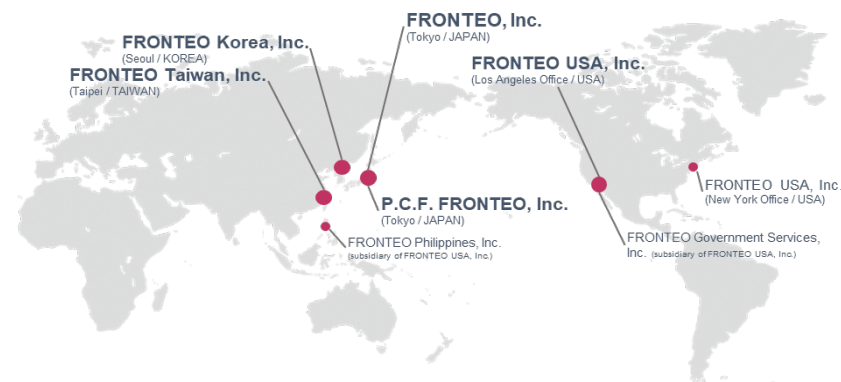 FRONTEO, Inc.
(Tokyo / JAPAN)
FRONTEO Korea, Inc.
(Seoul / KOREA)
FRONTEO Taiwan, Inc.
(Taipei / TAIWAN)
FRONTEO USA, Inc.
(Los Angeles Office / USA)
FRONTEO USA, Inc.
(New York Office / USA)
P.C.F. FRONTEO, Inc.
(Tokyo / JAPAN)
FRONTEO Philippines, Inc.
(subsidiary of FRONTEO USA, Inc.)
FRONTEO Government Services,
Inc. (subsidiary of FRONTEO USA, Inc.)